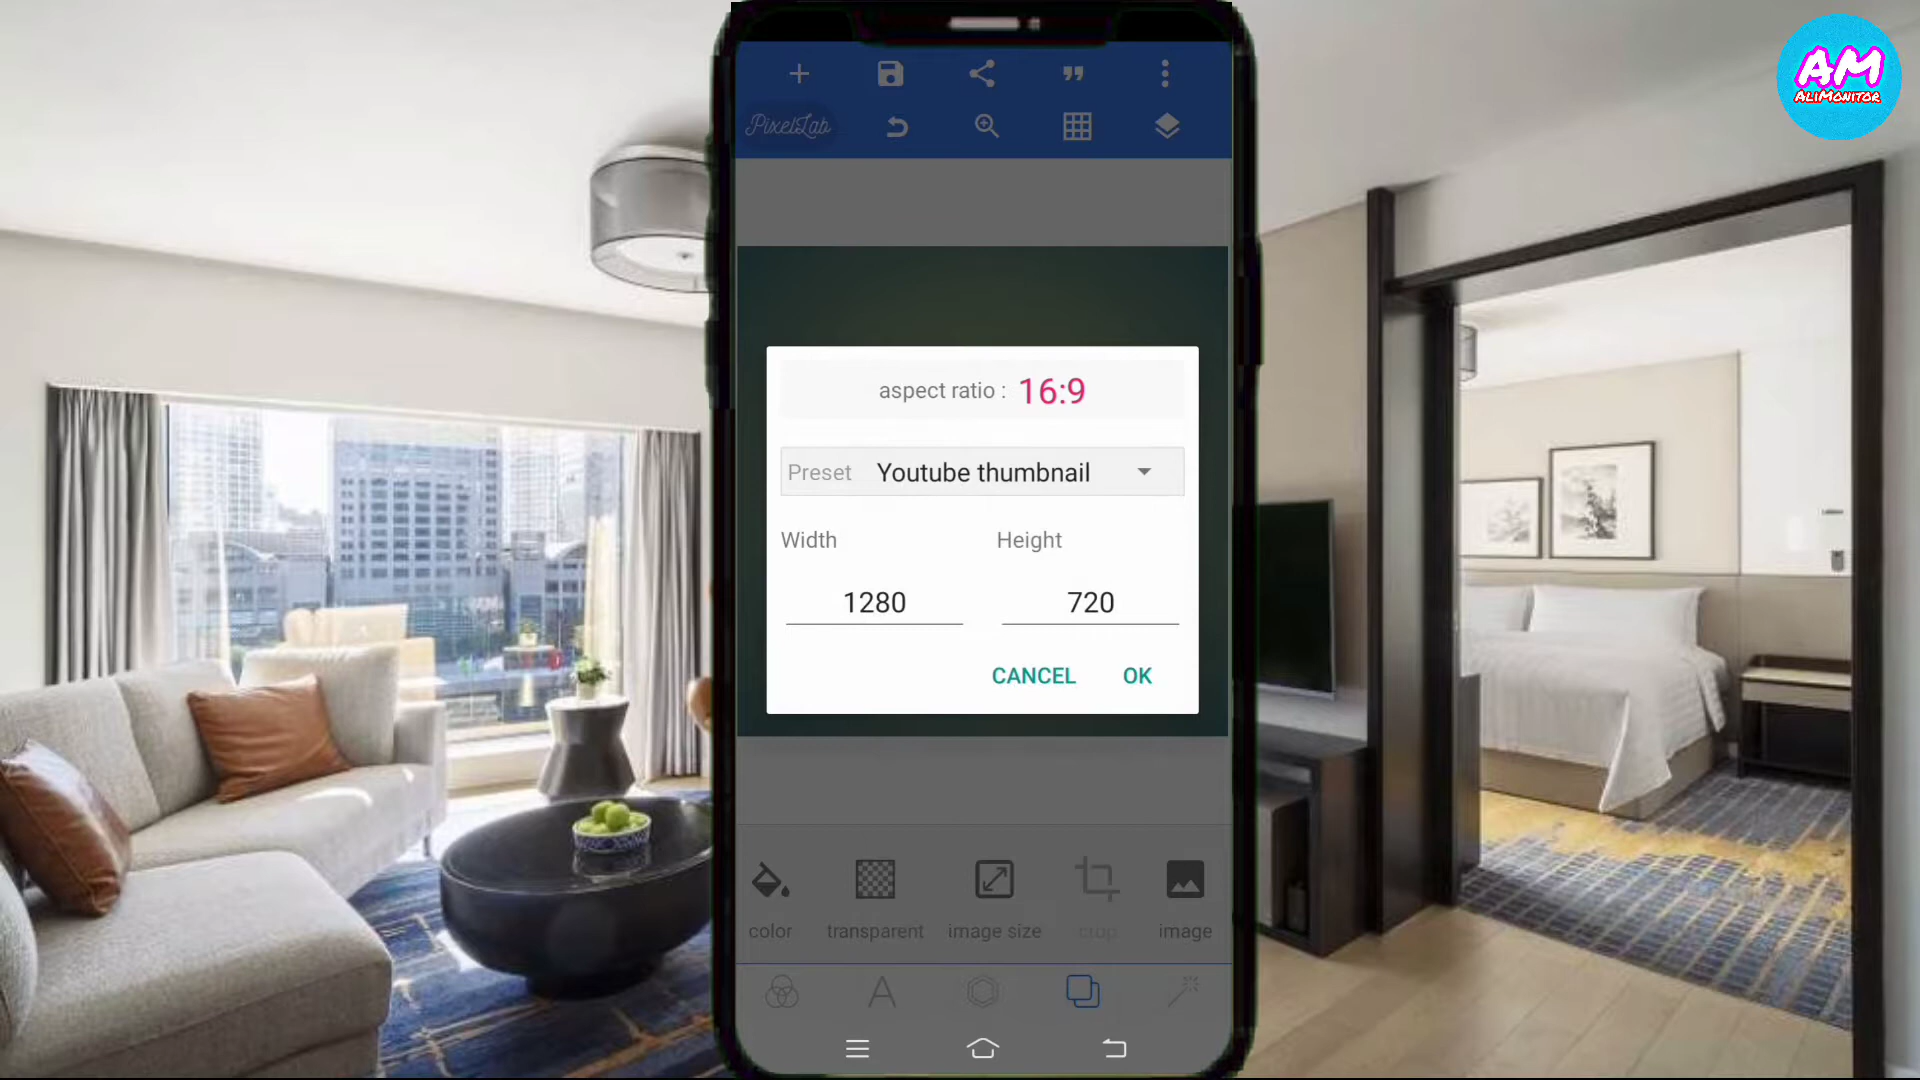 AM
ALIMONITOR
PixelLab
aspect ratio : 16:9
Preset Youtube thumbnail
Width Height
1280 720
CANCEL OK
color transparent image size crop image